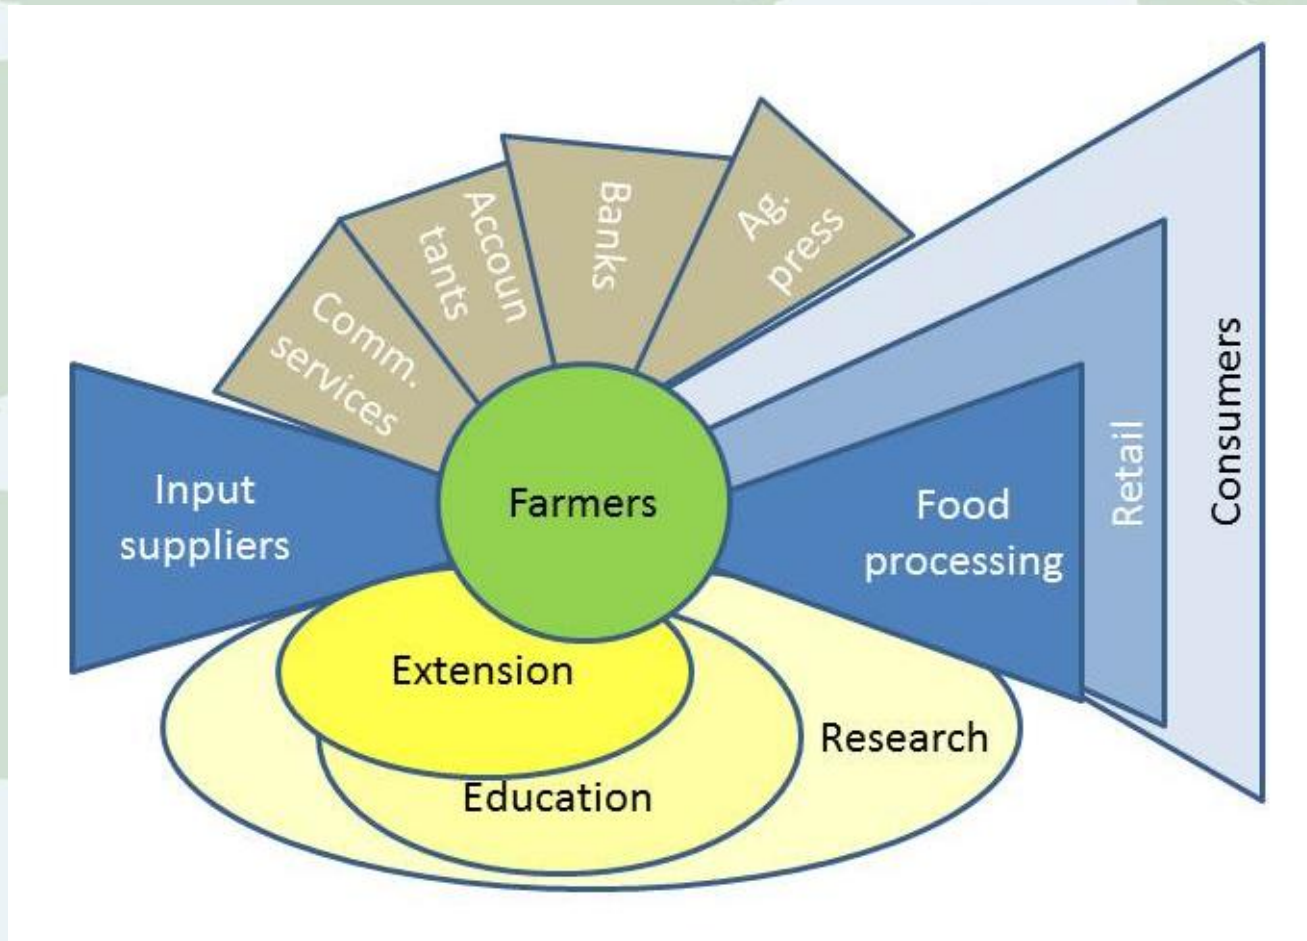 Comm.
services
Accoun
tants
Banks
Ag.
press
Input
suppliers
Farmers
Food
processing
Retail
Consumers
Extension
Education
Research